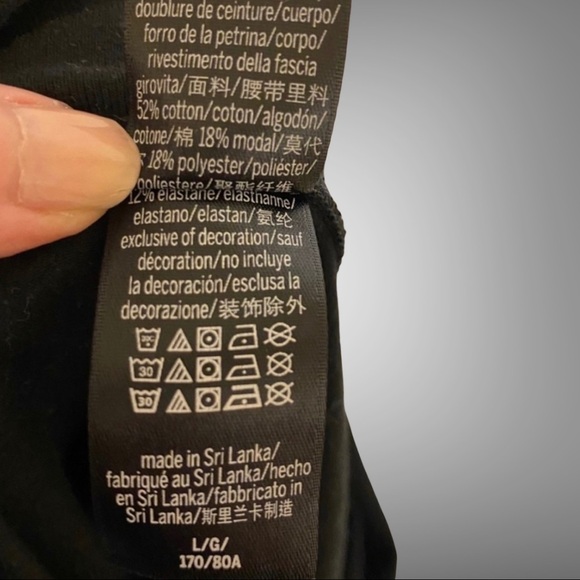 doublure de ceinture/cuerpo/
forro de la petrina/corpo/
rivestimento della fascia
girovita/面料/腰带里料
52% cotton/coton/algodón/
cotone/棉 18% modal/莫代
尔 18% polyester/poliéster/
poliestere/聚酯纤维
12% elastane/élasthanne/
elastano/elastan/氨纶
exclusive of decoration/sauf
décoration/no incluye
la decoración/esclusa la
decorazione/装饰除外
30C
30
30
made in Sri Lanka/
fabriqué au Sri Lanka/hecho
en Sri Lanka/fabbricato in
Sri Lanka/斯里兰卡制造
L/G/
170/80A